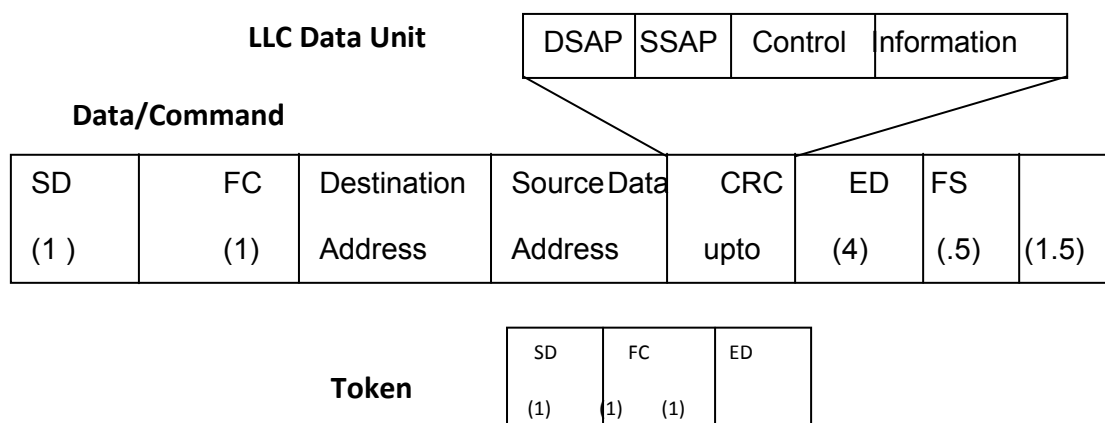 LLC Data Unit
DSAP SSAP Control Information
Data/Command
SD FC Destination Source Data CRC ED FS
(1 ) (1) Address Address upto (4) (.5) (1.5)
SD FC ED
Token
(1) (1) (1)